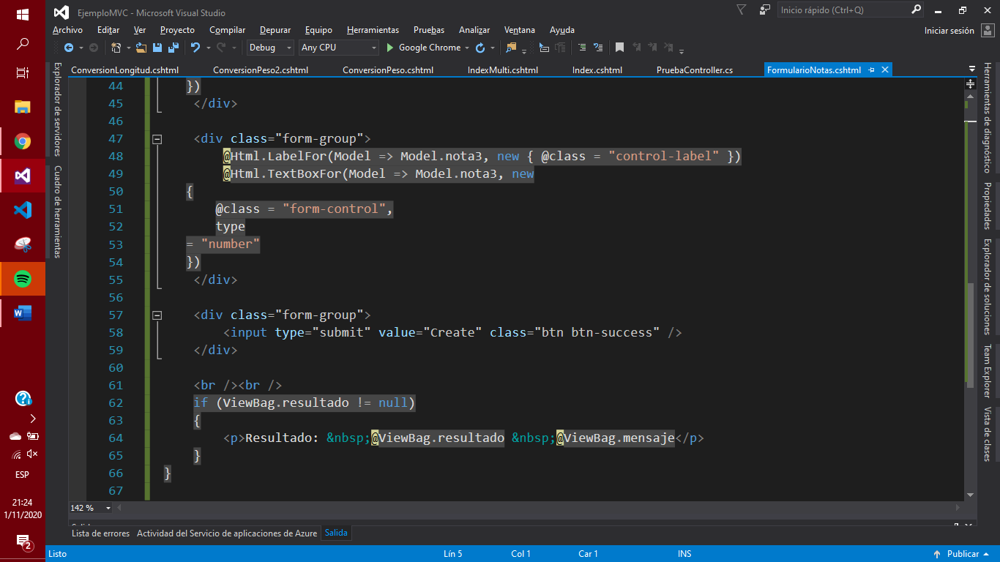 EjemploMVC - Microsoft Visual Studio
Inicio rápido (Ctrl+Q)
Archivo Editar Ver Proyecto Compilar Depurar Equipo Herramientas Pruebas Analizar Ventana Ayuda
Iniciar sesión
Debug Any CPU Google Chrome
ConversionLongitud.cshtml ConversionPeso2.cshtml ConversionPeso.cshtml IndexMulti.cshtml Index.cshtml PruebaController.cs FormularioNotas.cshtml
Explorador de servidores
Cuadro de herramientas
44 })
45 </div>
46
47 <div class="form-group">
48 @Html.LabelFor(Model => Model.nota3, new { @class = "control-label" })
49 @Html.TextBoxFor(Model => Model.nota3, new
50 {
51 @class = "form-control",
52 type
53 = "number"
54 })
55 </div>
56
57 <div class="form-group">
58 <input type="submit" value="Create" class="btn btn-success" />
59 </div>
60
61 <br /><br />
62 if (ViewBag.resultado != null)
63 {
64 <p>Resultado: &nbsp;@ViewBag.resultado &nbsp;@ViewBag.mensaje</p>
65 }
66 }
67
Herramientas de diagnóstico
Propiedades
Explorador de soluciones
Team Explorer
Vista de clases
142 %
Salida
Lista de errores Actividad del Servicio de aplicaciones de Azure Salida
Listo Lín 5 Col 1 Car 1 INS Publicar
ESP
21:24
1/11/2020
2